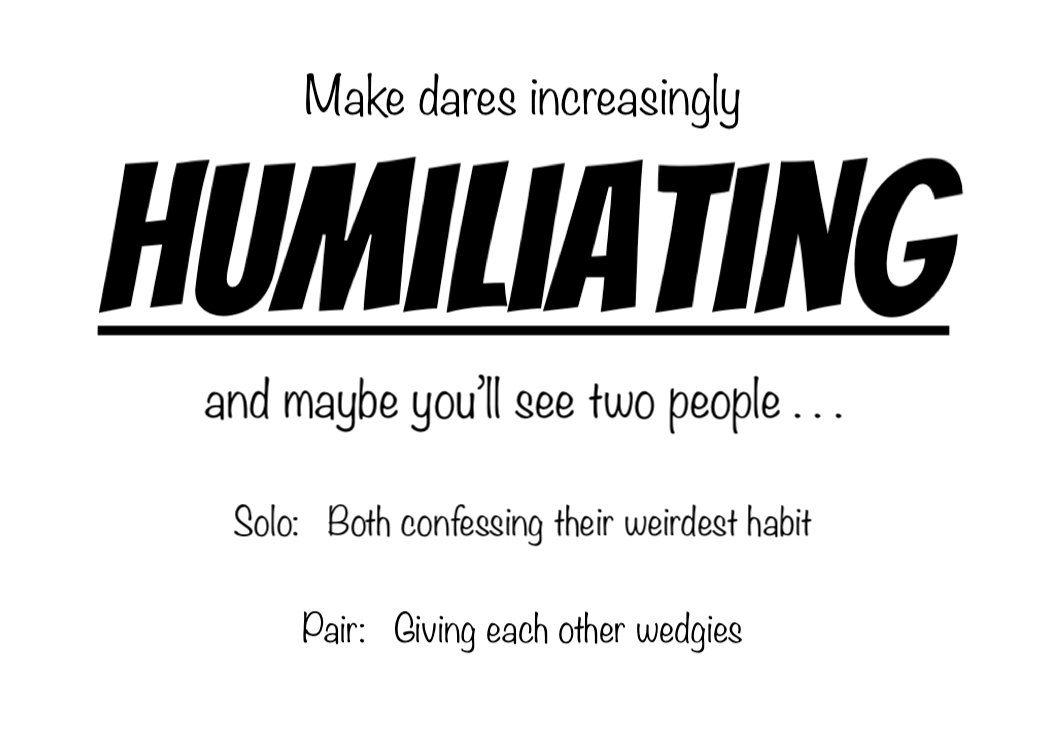 Make dares increasingly
HUMILIATING
and maybe you’ll see two people . . .
Solo: Both confessing their weirdest habit
Pair: Giving each other wedgies